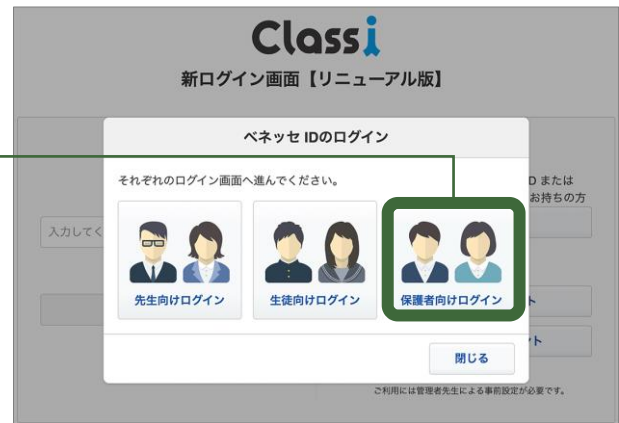 Classi
新ログイン画面【リニューアル版】
ベネッセ IDのログイン
それぞれのログイン画面へ進んでください。
先生向けログイン
生徒向けログイン
保護者向けログイン
閉じる
入力してく
D または
お持ちの方
ト
ト
ご利用には管理者先生による事前設定が必要です。